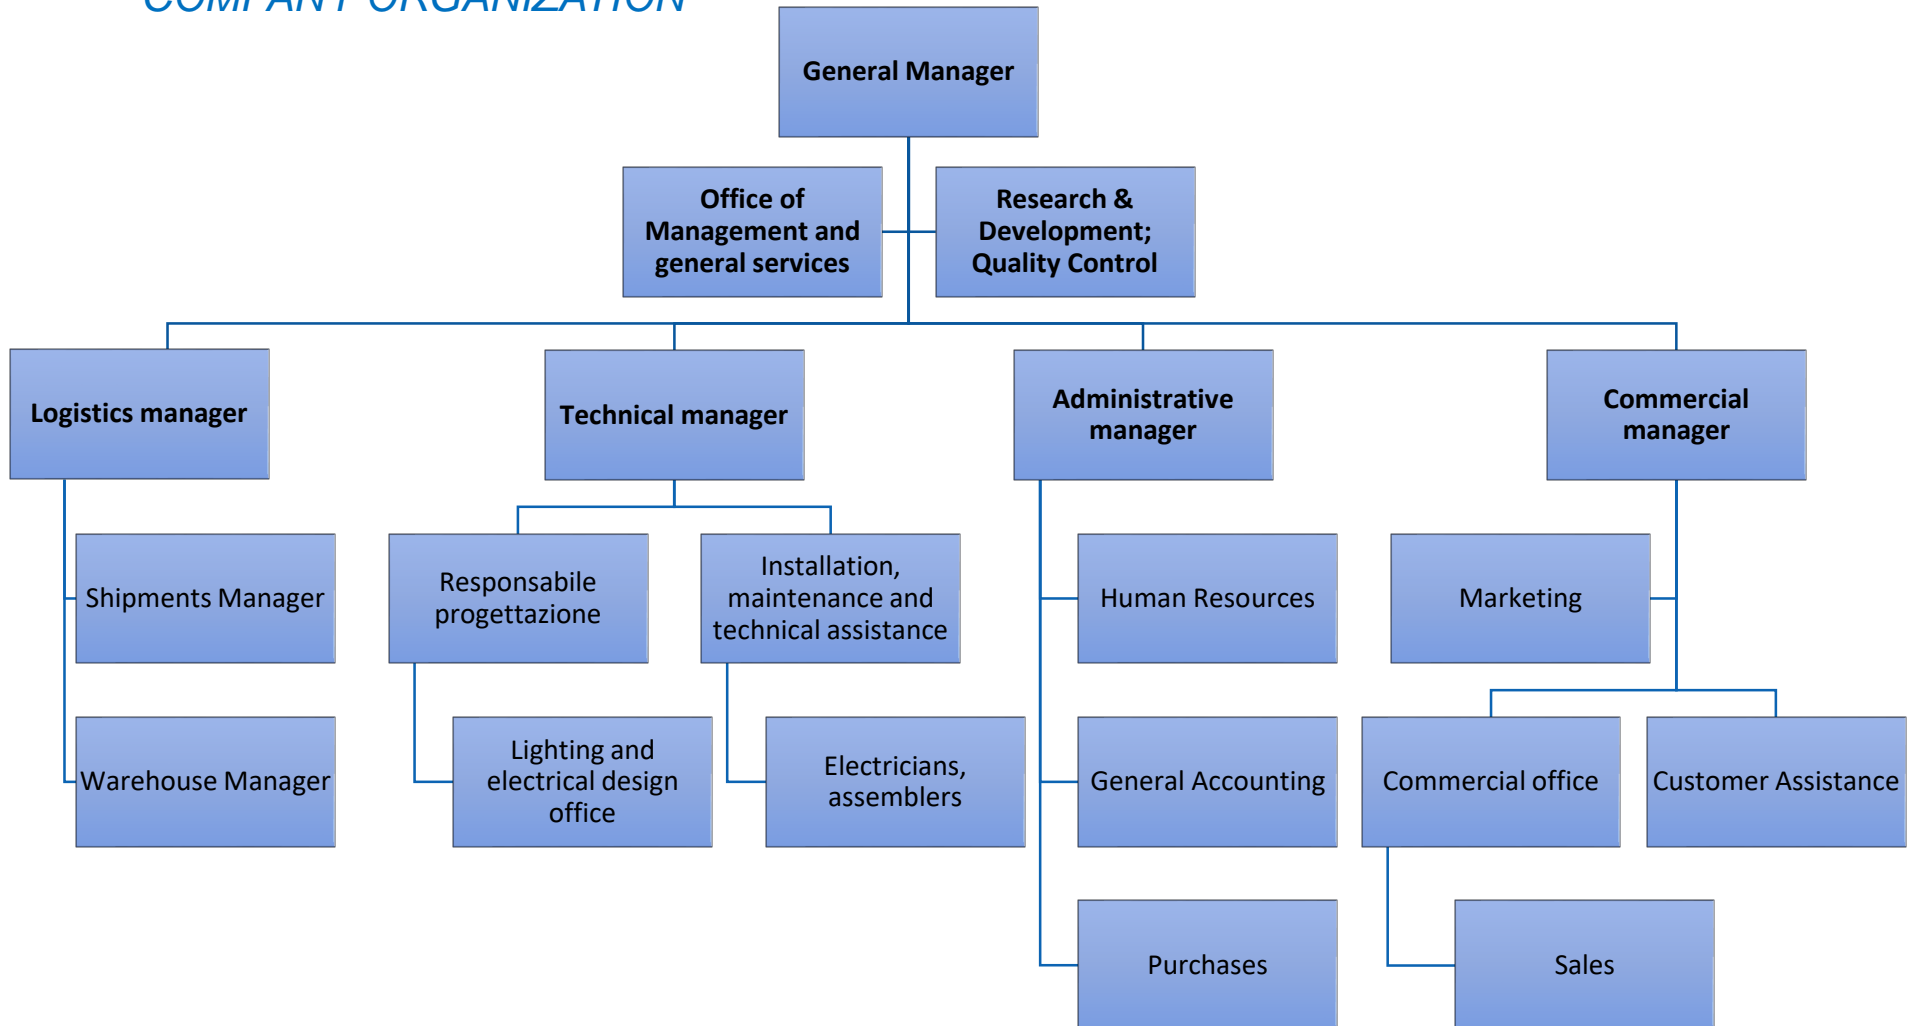 COMPANY ORGANIZATION
General Manager
Office of
Management and
general services
Research &
Development;
Quality Control
Logistics manager
Technical manager
Administrative
manager
Commercial
manager
Shipments Manager
Responsabile
progettazione
Installation,
maintenance and
technical assistance
Human Resources
Marketing
Warehouse Manager
Lighting and
electrical design
office
Electricians,
assemblers
General Accounting
Commercial office
Customer Assistance
Purchases
Sales